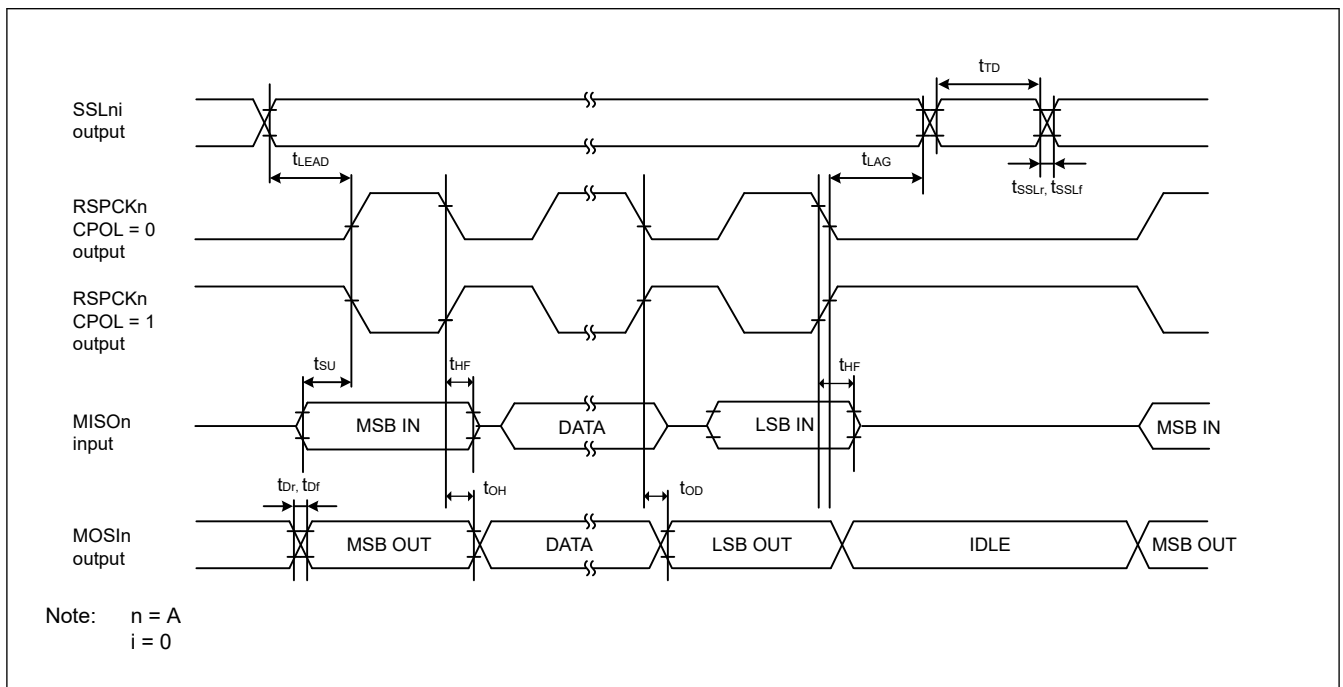 tTD
SSLni
output
tLEAD
tLAG
tSSLr, tSSLf
RSPCKn
CPOL = 0
output
RSPCKn
CPOL = 1
output
tSU
tHF
tHF
MISOn
input
MSB IN
DATA
LSB IN
MSB IN
tDr, tDf
tOH
tOD
MOSIn
output
MSB OUT
DATA
LSB OUT
IDLE
MSB OUT
Note: n = A
i = 0